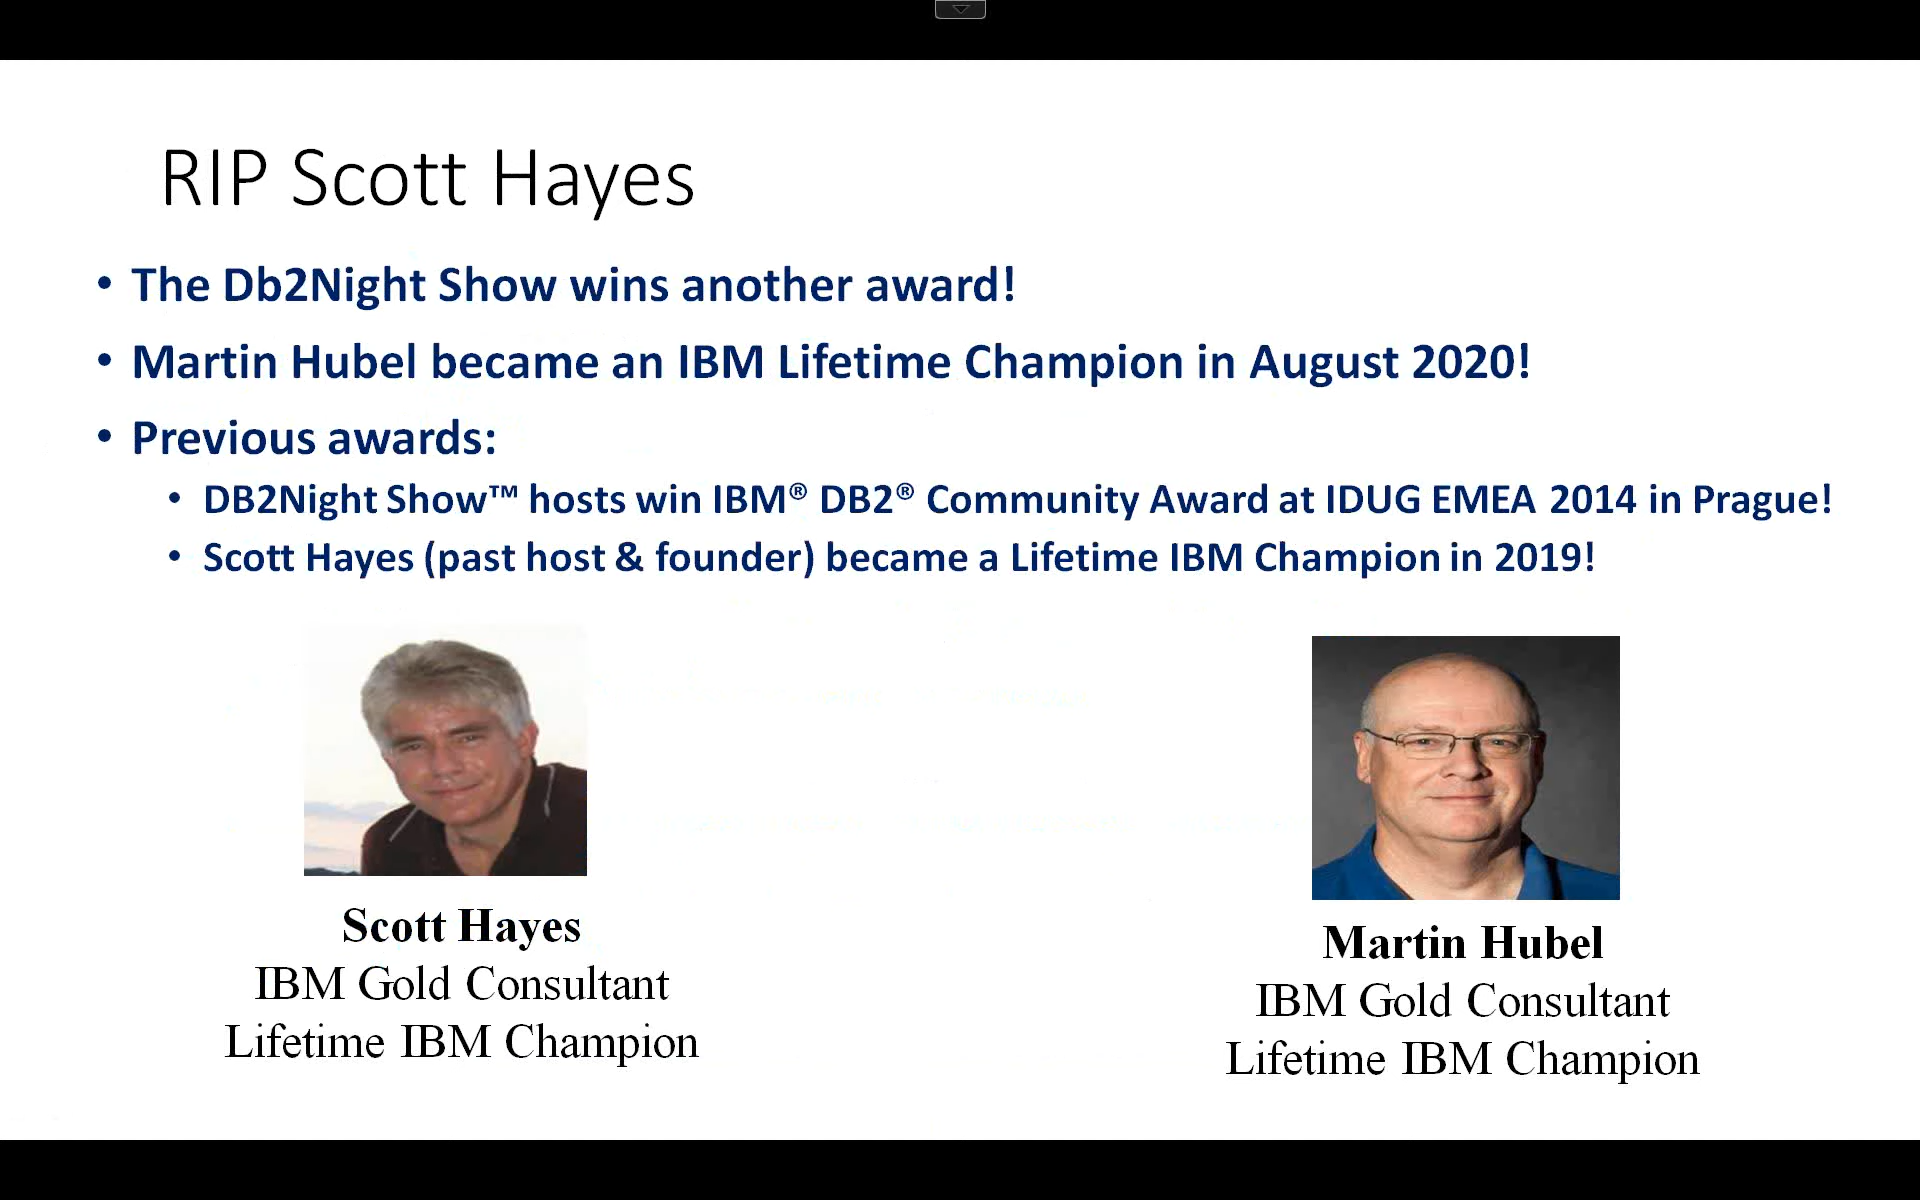 RIP Scott Hayes
• The Db2Night Show wins another award!
• Martin Hubel became an IBM Lifetime Champion in August 2020!
• Previous awards:
• DB2Night Show™ hosts win IBM® DB2® Community Award at IDUG EMEA 2014 in Prague!
• Scott Hayes (past host & founder) became a Lifetime IBM Champion in 2019!
Scott Hayes
IBM Gold Consultant
Lifetime IBM Champion
Martin Hubel
IBM Gold Consultant
Lifetime IBM Champion